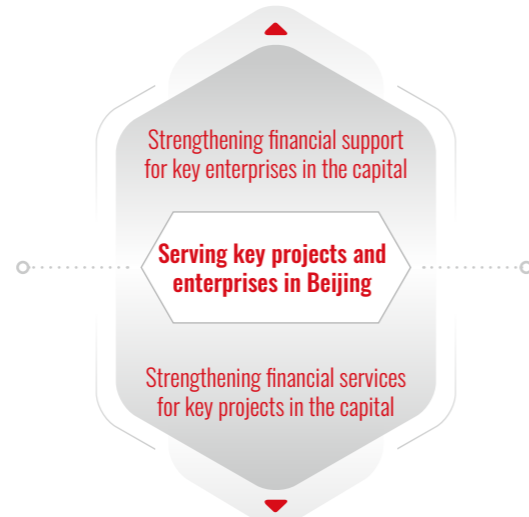 Strengthening financial support
for key enterprises in the capital
Serving key projects and
enterprises in Beijing
Strengthening financial services
for key projects in the capital